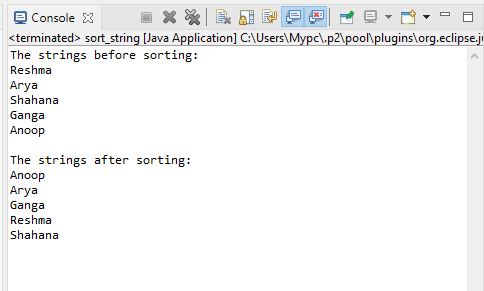 Console
<terminated> sort_string [Java Application] C:\Users\Mypc\.p2\pool\plugins\org.eclipse.ju
The strings before sorting:
Reshma
Arya
Shahana
Ganga
Anoop

The strings after sorting:
Anoop
Arya
Ganga
Reshma
Shahana